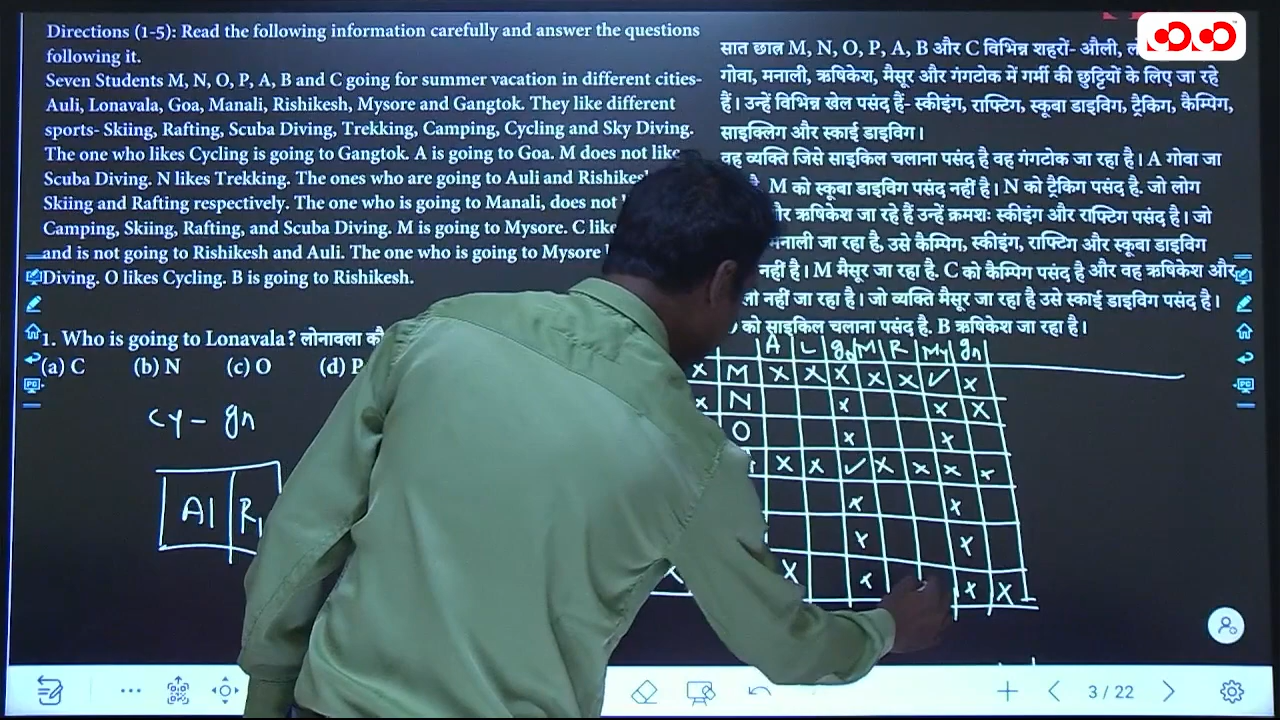 Directions (1-5): Read the following information carefully and answer the questions
following it.
Seven Students M, N, O, P, A, B and C going for summer vacation in different cities-
Auli, Lonavala, Goa, Manali, Rishikesh, Mysore and Gangtok. They like different
sports- Skiing, Rafting, Scuba Diving, Trekking, Camping, Cycling and Sky Diving.
The one who likes Cycling is going to Gangtok. A is going to Goa. M does not like
Scuba Diving. N likes Trekking. The ones who are going to Auli and
Skiing and Rafting respectively. The one who is going to Manali, does not
Camping, Skiing, Rafting, and Scuba Diving. M is going to Mysore. C
and is not going to Rishikesh and Auli. The one who is going to Mysore
Diving. O likes Cycling. B is going to Rishikesh.
1. Who is going to Lonavala? लोनावला
(a) C (b) N (c) O (d) P
सात छात्र M, N, O, P, A, B और C विभिन्न शहरों- औली,
गोवा, मनाली, ऋषिकेश, मैसूर और गंगटोक में गर्मी की छुट्टियों के लिए जा रहे
हैं। उन्हें विभिन्न खेल पसंद हैं- स्कीइंग, राफ्टिग, स्कूबा डाइविग, ट्रैकिग, कैम्पिग,
साइक्लिग और स्काई डाइविग।
वह व्यक्ति जिसे साइकिल चलाना पसंद है वह गंगटोक जा रहा है। A गोवा जा
M को स्कूबा डाइविग पसंद नहीं है। N को ट्रैकिग पसंद है. जो लोग
ऋषिकेश जा रहे हैं उन्हें क्रमशः स्कीइंग और राफ्टिग पसंद है। जो
जा रहा है, उसे कैम्पिग, स्कीइंग, राफ्टिग और स्कूबा डाइविग
नहीं है। M मैसूर जा रहा है. C को कैम्पिग पसंद है और वह ऋषिकेश और
नहीं जा रहा है। जो व्यक्ति मैसूर जा रहा है उसे स्काई डाइविग पसंद है।
को साइकिल चलाना पसंद है. B ऋषिकेश जा रहा है।
A L gn M R My gn
x M x x x x x ✓ x
x N x x x
O x x
x x ✓ x x x x
x x
x x
x x x x
cy - gn
Al R
3 / 22